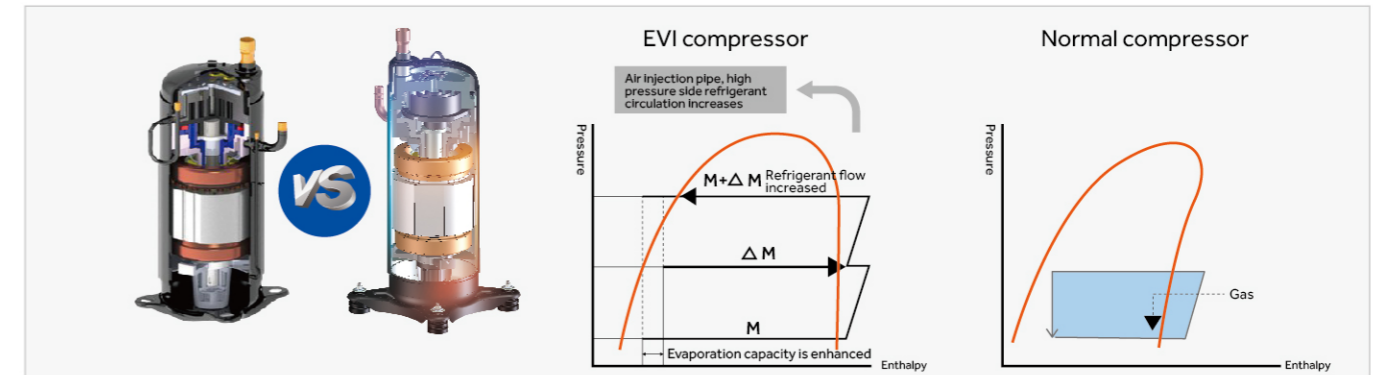 EVI compressor
Normal compressor
Air injection pipe, high
pressure side refrigerant
circulation increases
VS
Pressure
M+△ M Refrigerant flow
increased
△ M
M
Evaporation capacity is enhanced
Enthalpy
Pressure
Gas
Enthalpy